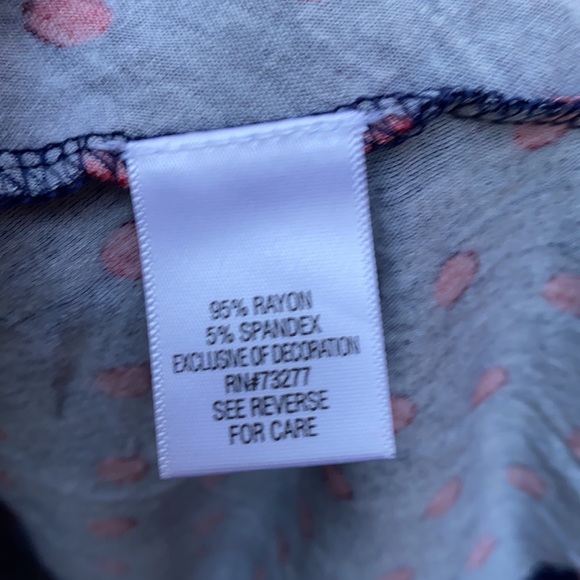 95% RAYON
5% SPANDEX
EXCLUSIVE OF DECORATION
RN#73277
SEE REVERSE
FOR CARE